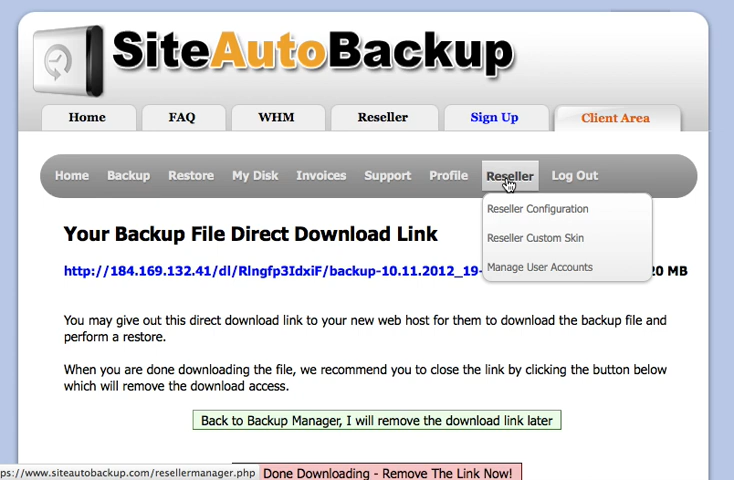 SiteAutoBackup
Home FAQ WHM Reseller Sign Up Client Area
Home Backup Restore My Disk Invoices Support Profile Reseller Log Out
Reseller Configuration
Reseller Custom Skin
Manage User Accounts
Your Backup File Direct Download Link
http://184.169.132.41/dl/Rlngfp3IdxiF/backup-10.11.2012_19- 20 MB
You may give out this direct download link to your new web host for them to download the backup file and
perform a restore.
When you are done downloading the file, we recommend you to close the link by clicking the button below
which will remove the download access.
Back to Backup Manager, I will remove the download link later
ps://www.siteautobackup.com/resellermanager.php
Done Downloading - Remove The Link Now!